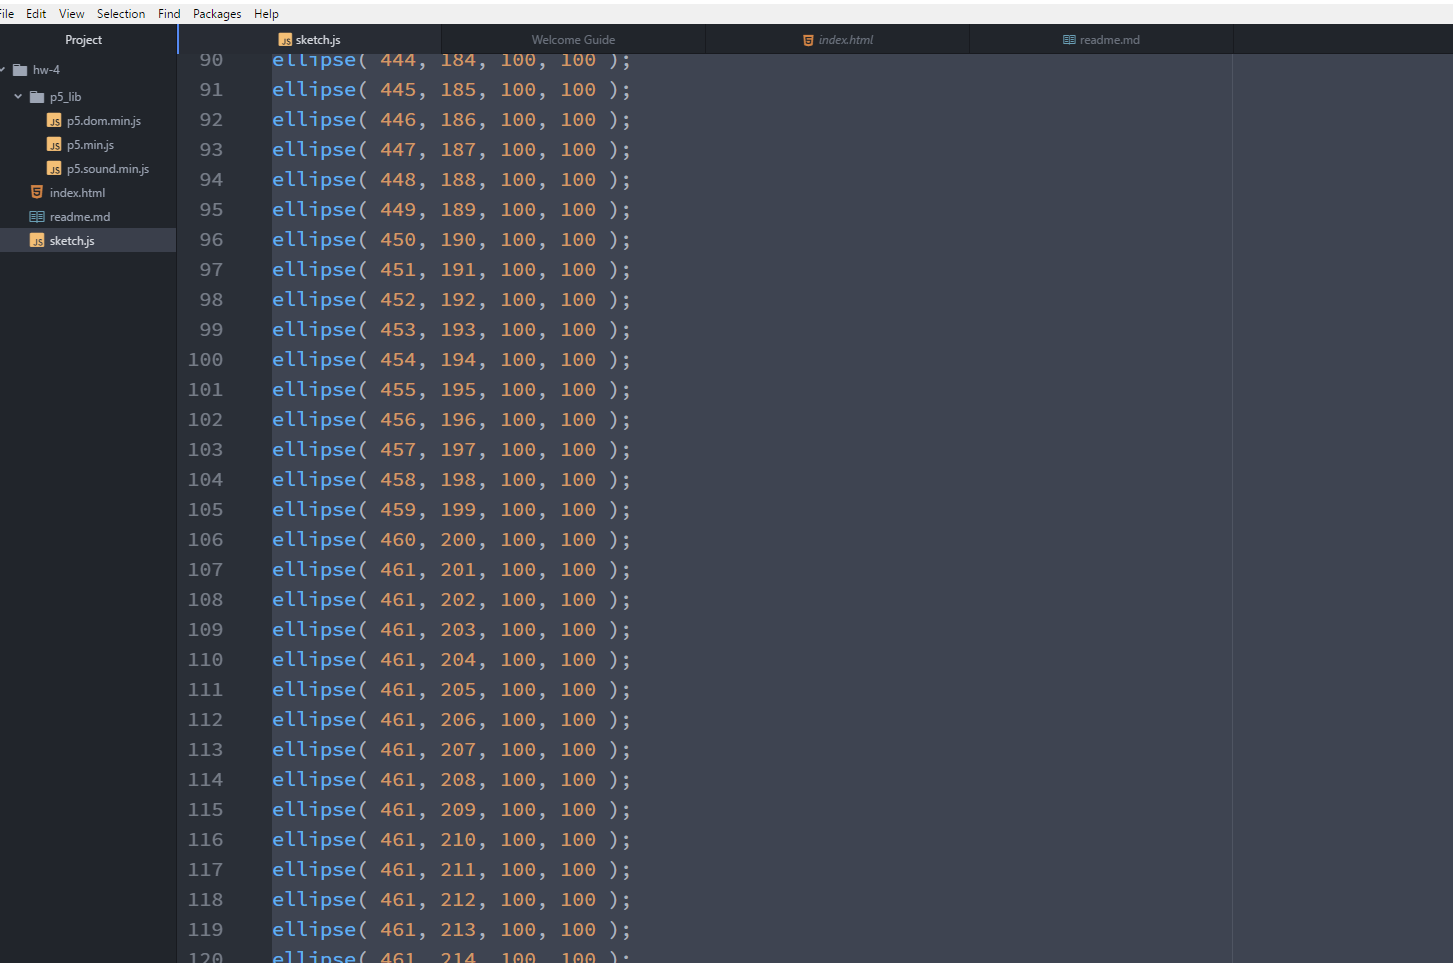 File Edit View Selection Find Packages Help
Project
sketch.js
Welcome Guide
index.html
readme.md
hw-4
p5_lib
p5.dom.min.js
p5.min.js
p5.sound.min.js
index.html
readme.md
sketch.js
90 ellipse( 444, 184, 100, 100 );
91 ellipse( 445, 185, 100, 100 );
92 ellipse( 446, 186, 100, 100 );
93 ellipse( 447, 187, 100, 100 );
94 ellipse( 448, 188, 100, 100 );
95 ellipse( 449, 189, 100, 100 );
96 ellipse( 450, 190, 100, 100 );
97 ellipse( 451, 191, 100, 100 );
98 ellipse( 452, 192, 100, 100 );
99 ellipse( 453, 193, 100, 100 );
100 ellipse( 454, 194, 100, 100 );
101 ellipse( 455, 195, 100, 100 );
102 ellipse( 456, 196, 100, 100 );
103 ellipse( 457, 197, 100, 100 );
104 ellipse( 458, 198, 100, 100 );
105 ellipse( 459, 199, 100, 100 );
106 ellipse( 460, 200, 100, 100 );
107 ellipse( 461, 201, 100, 100 );
108 ellipse( 461, 202, 100, 100 );
109 ellipse( 461, 203, 100, 100 );
110 ellipse( 461, 204, 100, 100 );
111 ellipse( 461, 205, 100, 100 );
112 ellipse( 461, 206, 100, 100 );
113 ellipse( 461, 207, 100, 100 );
114 ellipse( 461, 208, 100, 100 );
115 ellipse( 461, 209, 100, 100 );
116 ellipse( 461, 210, 100, 100 );
117 ellipse( 461, 211, 100, 100 );
118 ellipse( 461, 212, 100, 100 );
119 ellipse( 461, 213, 100, 100 );
120 ellipse( 461, 214, 100, 100 );